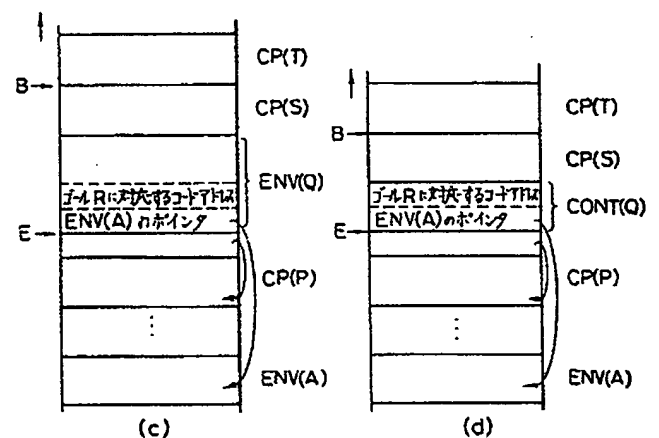 CP(T)
B
CP(S)
ENV(Q)
ゴールRに対応するコードアドレス
ENV(A)のポインタ
E
CP(P)
⋮
ENV(A)
(c)
CP(T)
B
CP(S)
ゴールRに対応するコードアドレス
ENV(A)のポインタ
CONT(Q)
E
CP(P)
⋮
ENV(A)
(d)